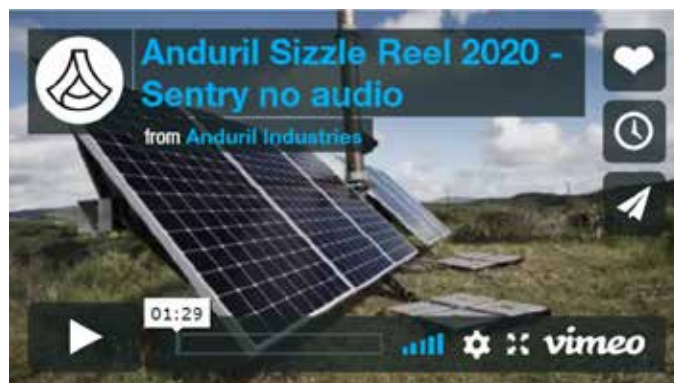 Anduril Sizzle Reel 2020 -
Sentry no audio
from Anduril Industries
01:29
vimeo